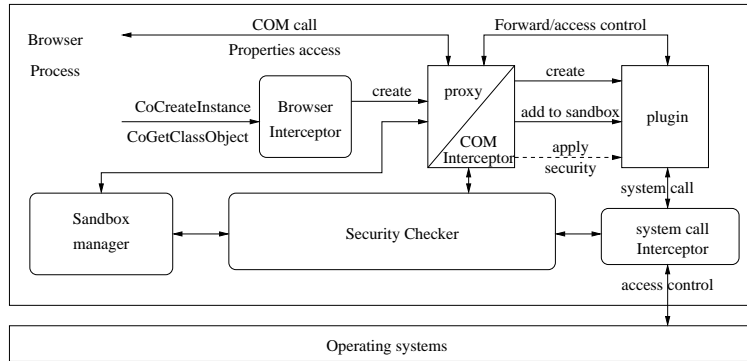 COM call
Forward/access control
Browser
Process
Properties access
create
proxy
create
CoCreateInstance
CoGetClassObject
Browser
Interceptor
add to sandbox
plugin
COM
Interceptor
apply
security
system call
Sandbox
manager
Security Checker
system call
Interceptor
access control
Operating systems